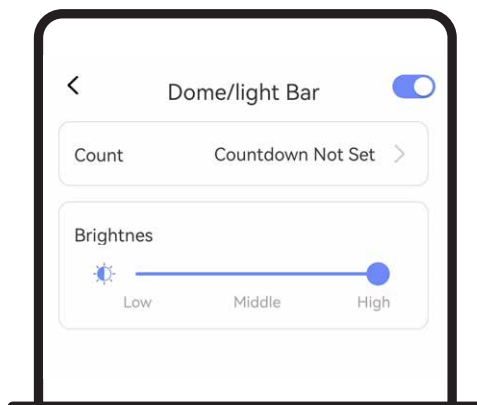 Dome/light Bar
Count Countdown Not Set
Brightnes
Low Middle High